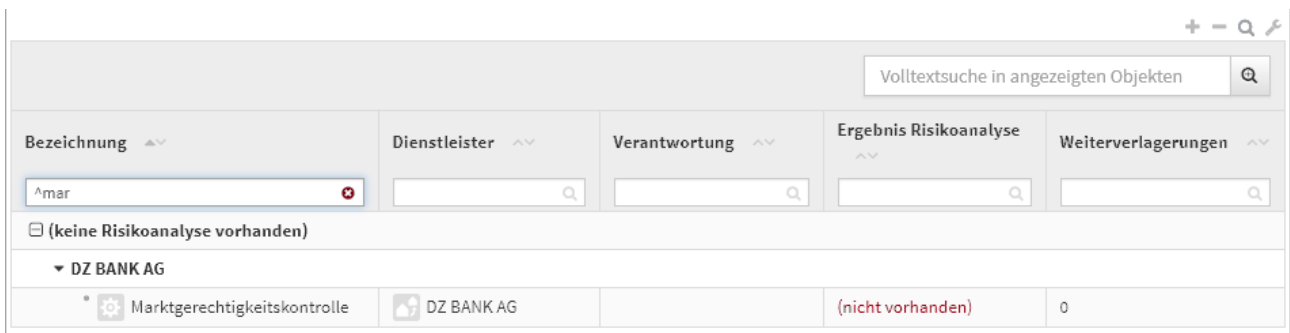 Volltextsuche in angezeigten Objekten
Bezeichnung Dienstleister Verantwortung Ergebnis Risikoanalyse Weiterverlagerungen
^mar
(keine Risikoanalyse vorhanden)
DZ BANK AG
Marktgerechtigkeitskontrolle DZ BANK AG (nicht vorhanden) 0